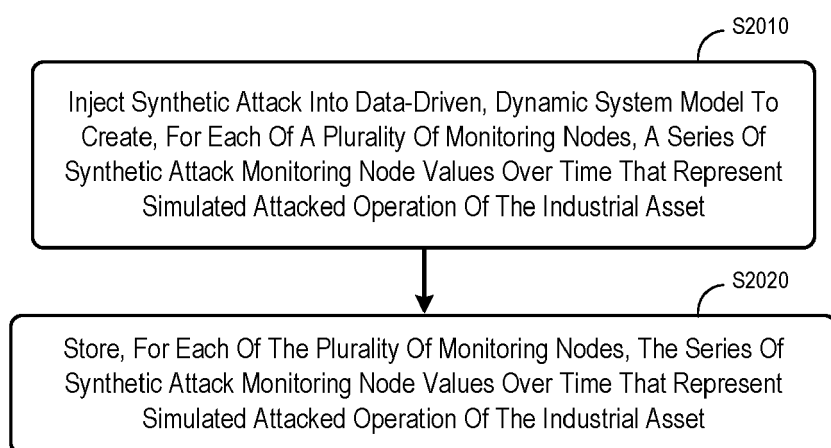 S2010
Inject Synthetic Attack Into Data-Driven, Dynamic System Model To
Create, For Each Of A Plurality Of Monitoring Nodes, A Series Of
Synthetic Attack Monitoring Node Values Over Time That Represent
Simulated Attacked Operation Of The Industrial Asset
S2020
Store, For Each Of The Plurality Of Monitoring Nodes, The Series Of
Synthetic Attack Monitoring Node Values Over Time That Represent
Simulated Attacked Operation Of The Industrial Asset